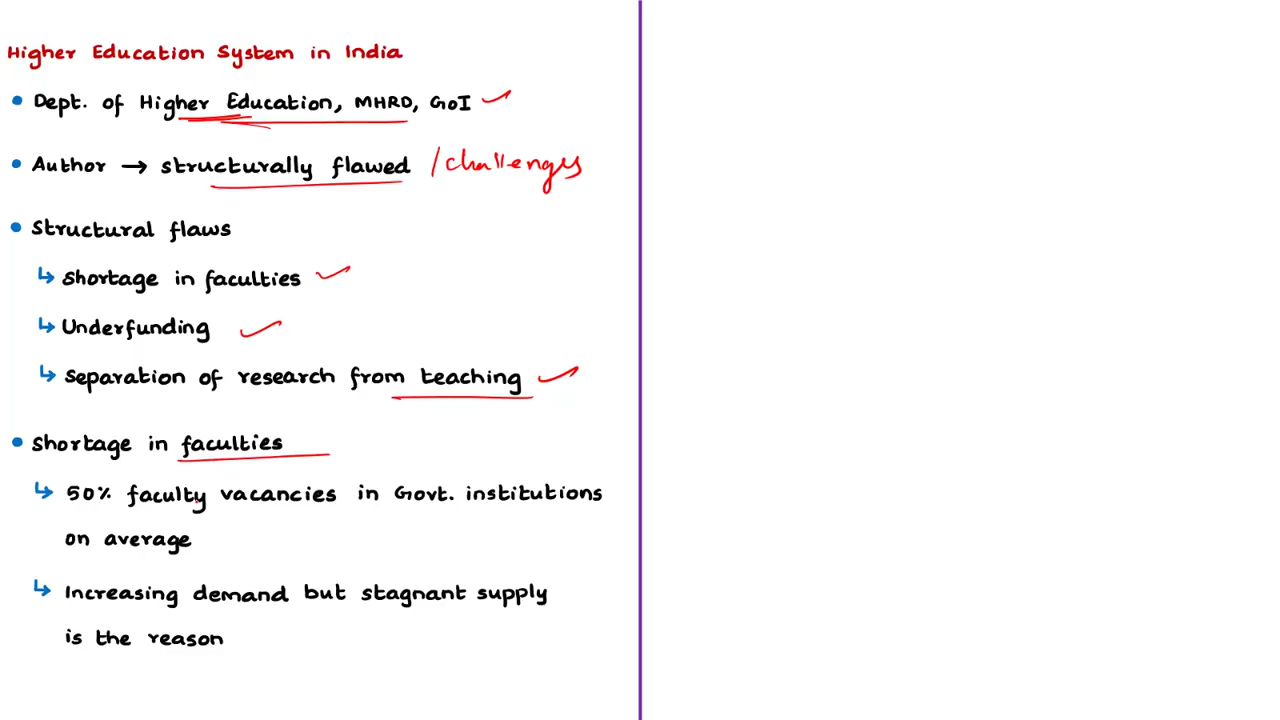 Higher Education System in India
• Dept. of Higher Education, MHRD, GoI ✓
• Author → structurally flawed /challenges
• Structural flaws
↳ Shortage in faculties ✓
↳ Underfunding ✓
↳ Separation of research from teaching ✓
• Shortage in faculties
↳ 50% faculty vacancies in Govt. institutions
on average
↳ Increasing demand but stagnant supply
is the reason